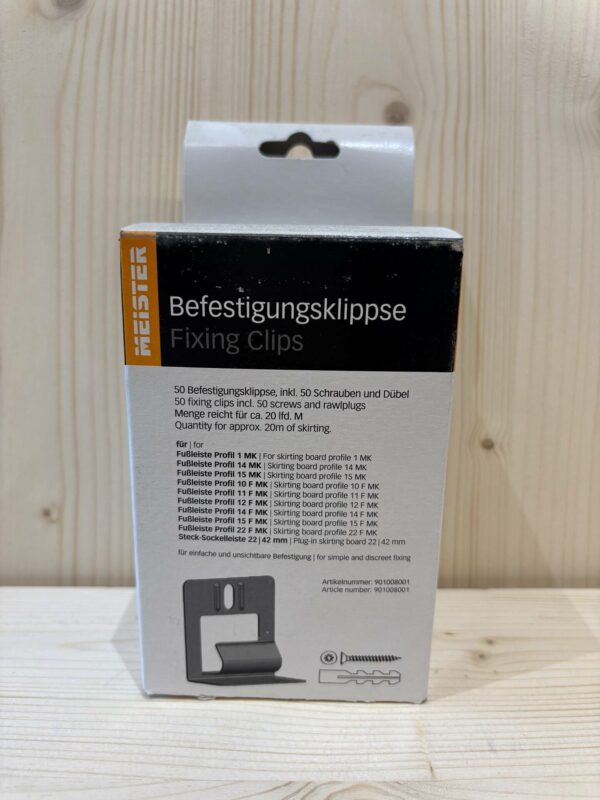 MEISTER
Befestigungsklippse
Fixing Clips
50 Befestigungsklippse, inkl. 50 Schrauben und Dübel
50 fixing clips incl. 50 screws and rawlplugs
Menge reicht für ca. 20 lfd. M
Quantity for approx. 20m of skirting.
für | for
Fußleiste Profil 1 MK | For skirting board profile 1 MK
Fußleiste Profil 14 MK | Skirting board profile 14 MK
Fußleiste Profil 15 MK | Skirting board profile 15 MK
Fußleiste Profil 10 F MK | Skirting board profile 10 F MK
Fußleiste Profil 11 F MK | Skirting board profile 11 F MK
Fußleiste Profil 12 F MK | Skirting board profile 12 F MK
Fußleiste Profil 14 F MK | Skirting board profile 14 F MK
Fußleiste Profil 15 F MK | Skirting board profile 15 F MK
Fußleiste Profil 22 F MK | Skirting board profile 22 F MK
Steck-Sockelleiste 22|42 mm | Plug-in skirting board 22|42 mm
für einfache und unsichtbare Befestigung | for simple and discreet fixing
Artikelnummer: 901008001
Article number: 901008001